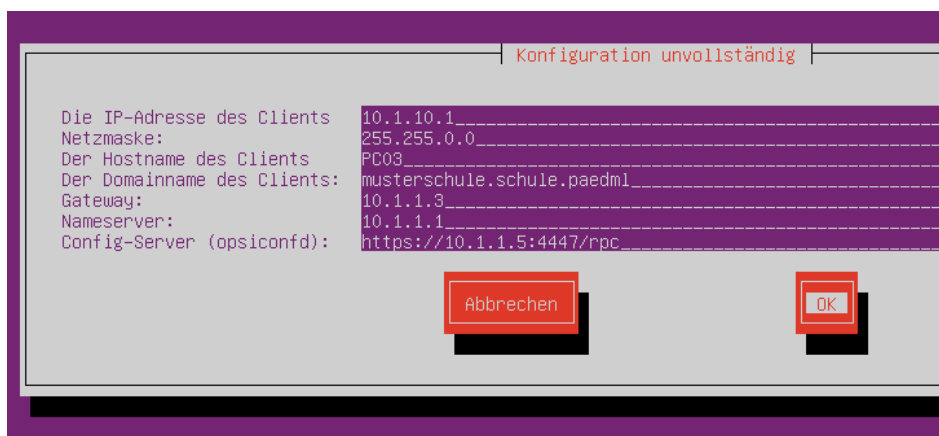 Konfiguration unvollständig
Die IP-Adresse des Clients 10.1.10.1
Netzmaske: 255.255.0.0
Der Hostname des Clients PC03
Der Domainname des Clients: musterschule.schule.paedml
Gateway: 10.1.1.3
Nameserver: 10.1.1.1
Config-Server (opsiconfd): https://10.1.1.5:4447/rpc
Abbrechen OK